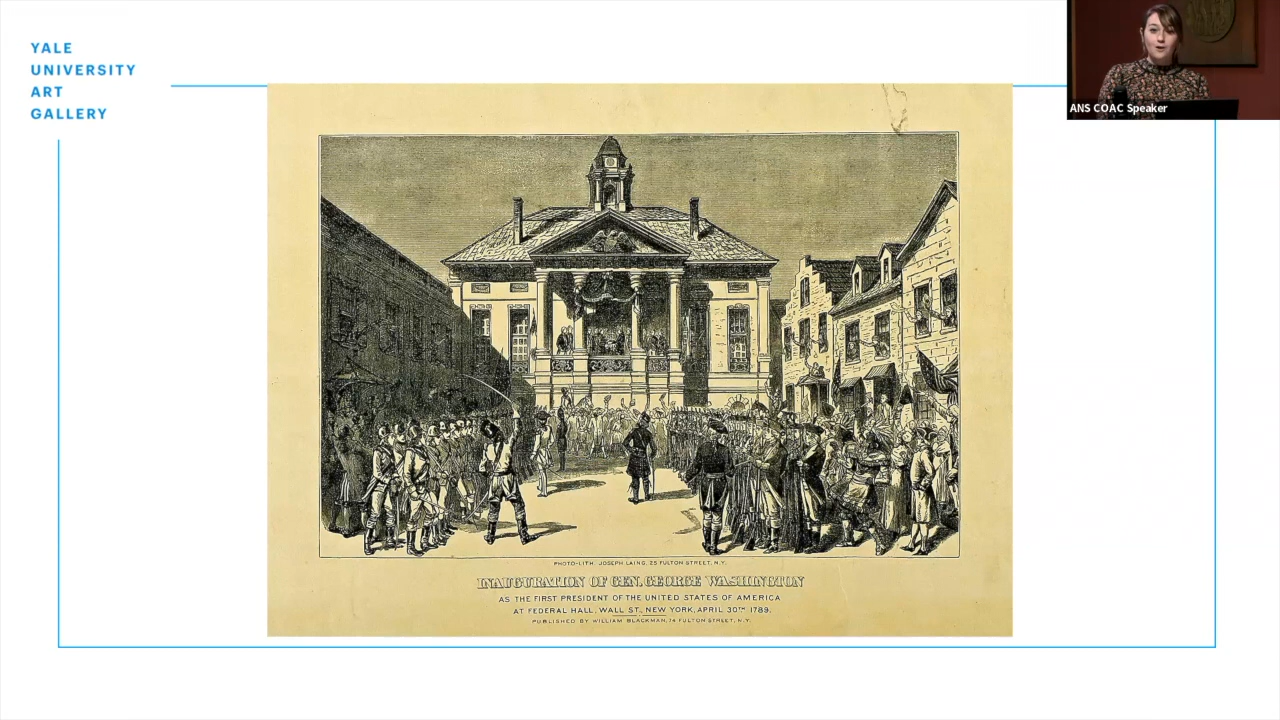 YALE
UNIVERSITY
ART
GALLERY
ANS COAC Speaker
PHOTO-LITH. JOSEPH LAING, 25 FULTON STREET, N.Y.
INAUGURATION OF GEN. GEORGE WASHINGTON
AS THE FIRST PRESIDENT OF THE UNITED STATES OF AMERICA
AT FEDERAL HALL, WALL ST., NEW YORK, APRIL 30TH 1789.
PUBLISHED BY WILLIAM BLACKMAN, 74 FULTON STREET, N.Y.